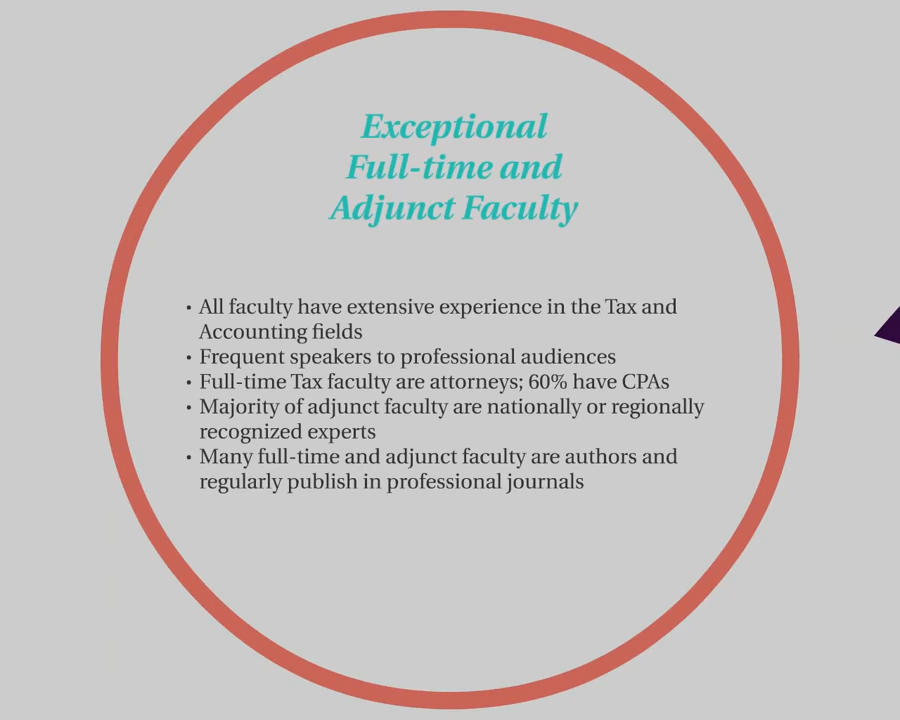 Exceptional
Full-time and
Adjunct Faculty
• All faculty have extensive experience in the Tax and
Accounting fields
• Frequent speakers to professional audiences
• Full-time Tax faculty are attorneys; 60% have CPAs
• Majority of adjunct faculty are nationally or regionally
recognized experts
• Many full-time and adjunct faculty are authors and
regularly publish in professional journals